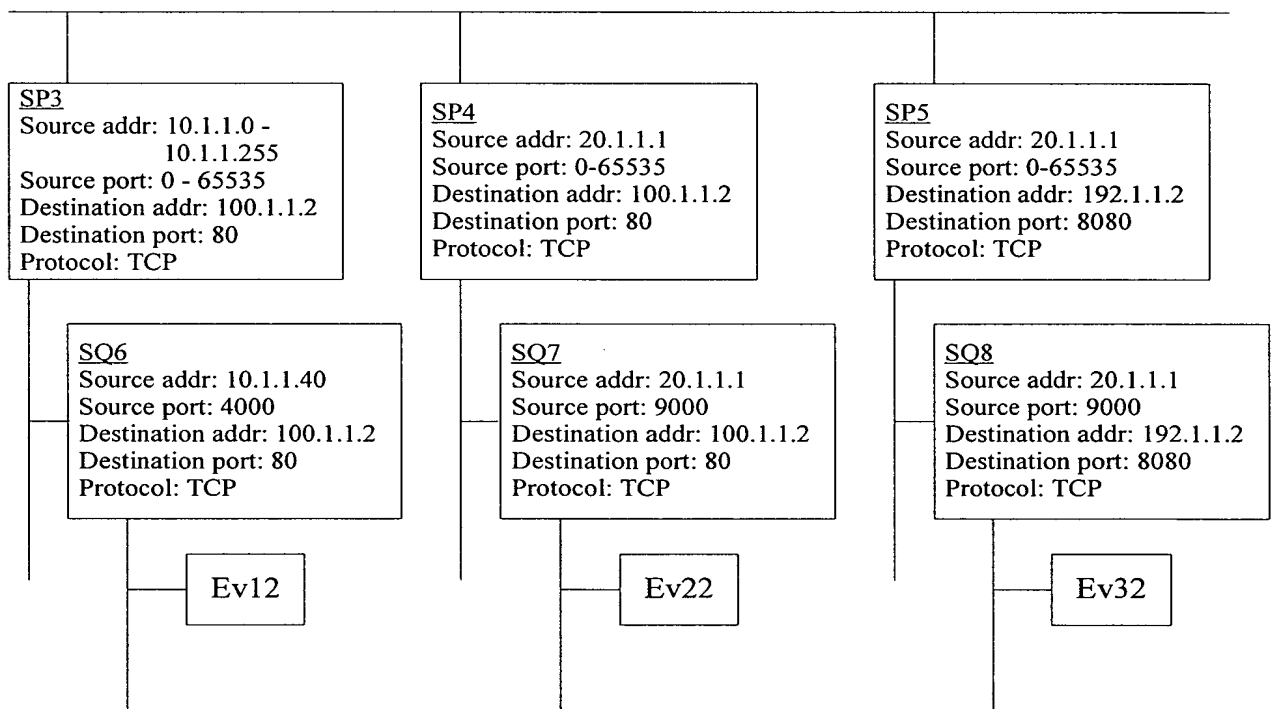 SP3
Source addr: 10.1.1.0 -
10.1.1.255
Source port: 0 - 65535
Destination addr: 100.1.1.2
Destination port: 80
Protocol: TCP
SP4
Source addr: 20.1.1.1
Source port: 0-65535
Destination addr: 100.1.1.2
Destination port: 80
Protocol: TCP
SP5
Source addr: 20.1.1.1
Source port: 0-65535
Destination addr: 192.1.1.2
Destination port: 8080
Protocol: TCP
SQ6
Source addr: 10.1.1.40
Source port: 4000
Destination addr: 100.1.1.2
Destination port: 80
Protocol: TCP
SQ7
Source addr: 20.1.1.1
Source port: 9000
Destination addr: 100.1.1.2
Destination port: 80
Protocol: TCP
SQ8
Source addr: 20.1.1.1
Source port: 9000
Destination addr: 192.1.1.2
Destination port: 8080
Protocol: TCP
Ev12
Ev22
Ev32